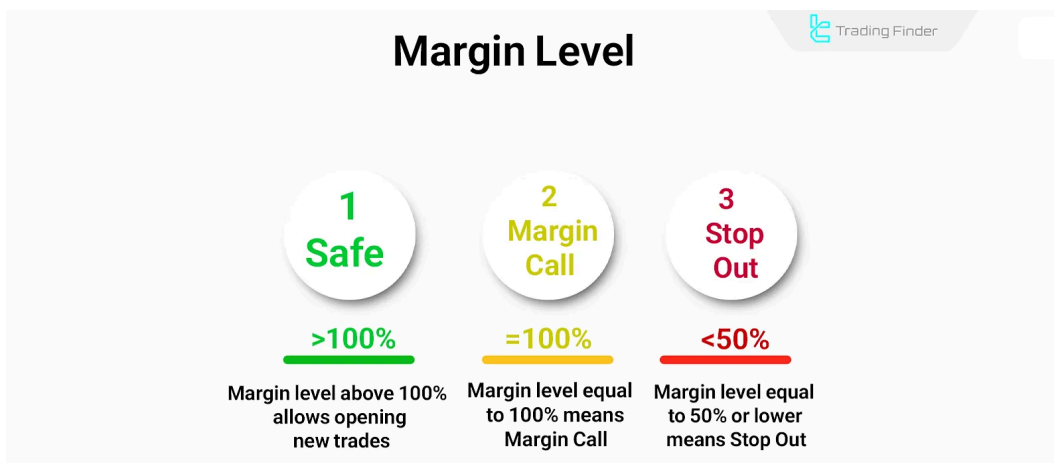 Trading Finder
Margin Level
1
Safe
>100%
Margin level above 100%
allows opening
new trades
2
Margin
Call
=100%
Margin level equal
to 100% means
Margin Call
3
Stop
Out
<50%
Margin level equal
to 50% or lower
means Stop Out